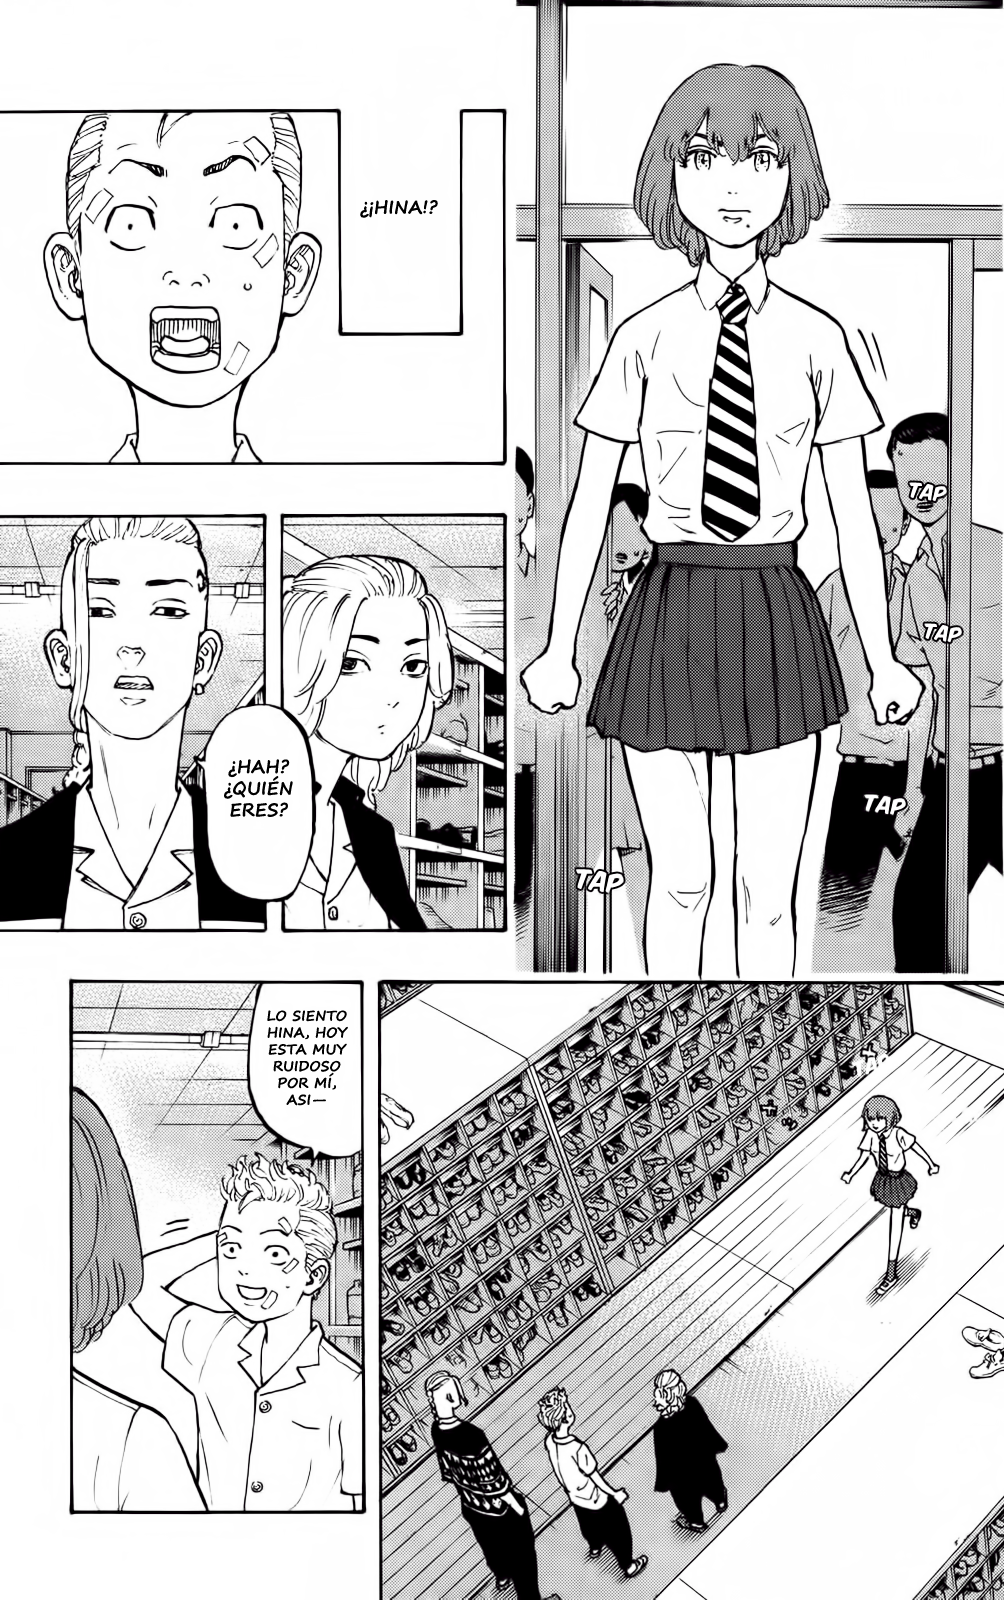 TAP
TAP
TAP
TAP
¿¡HINA!?
¿HAH?
¿QUIÉN
ERES?
LO SIENTO
HINA, HOY
ESTA MUY
RUIDOSO
POR MÍ,
ASI—